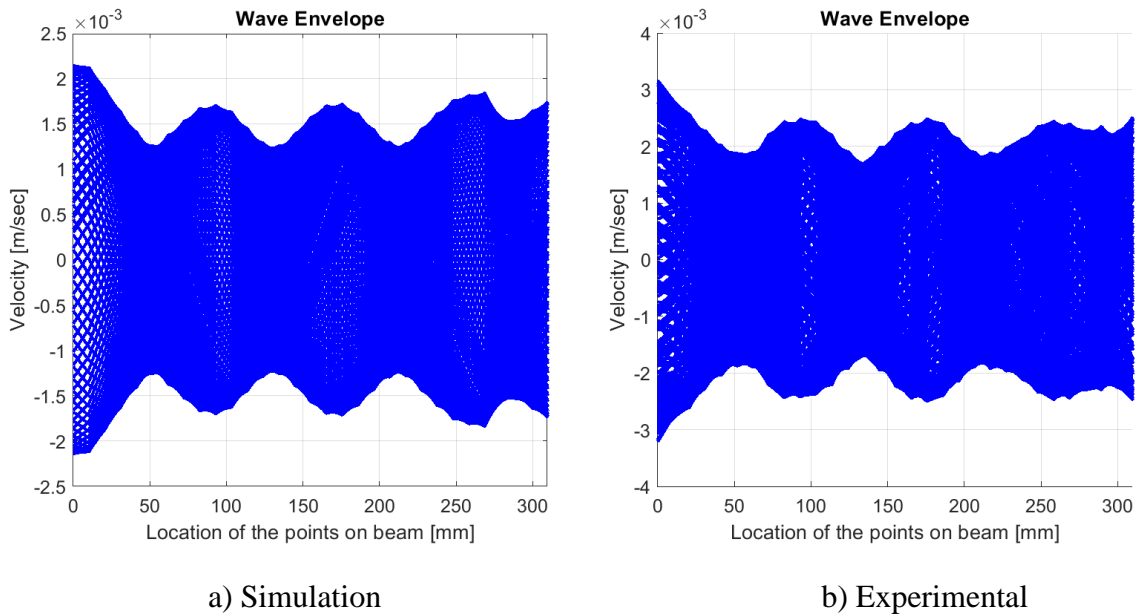 ×10⁻³
Wave Envelope
2.5
2
1.5
1
0.5
0
-0.5
-1
-1.5
-2
-2.5
Velocity [m/sec]
0 50 100 150 200 250 300
Location of the points on beam [mm]
a) Simulation
×10⁻³
Wave Envelope
4
3
2
1
0
-1
-2
-3
-4
Velocity [m/sec]
0 50 100 150 200 250 300
Location of the points on beam [mm]
b) Experimental